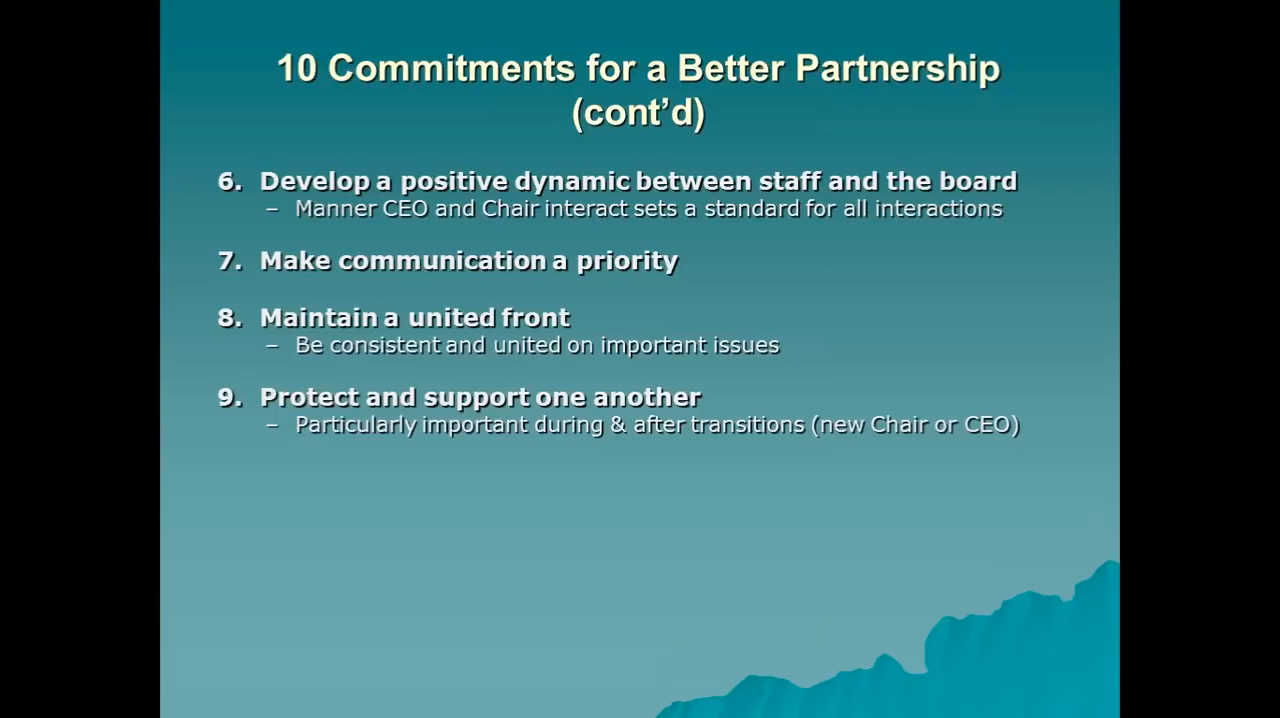 10 Commitments for a Better Partnership
(cont’d)
6. Develop a positive dynamic between staff and the board
– Manner CEO and Chair interact sets a standard for all interactions
7. Make communication a priority
8. Maintain a united front
– Be consistent and united on important issues
9. Protect and support one another
– Particularly important during & after transitions (new Chair or CEO)